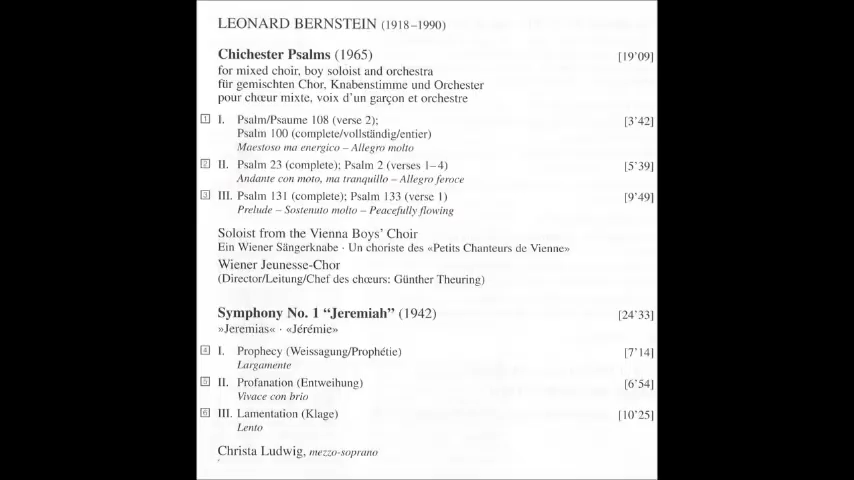 LEONARD BERNSTEIN (1918–1990)
Chichester Psalms (1965) [19'09]
for mixed choir, boy soloist and orchestra
für gemischten Chor, Knabenstimme und Orchester
pour chœur mixte, voix d'un garçon et orchestre
1 I. Psalm/Psaume 108 (verse 2); [3'42]
Psalm 100 (complete/vollständig/entier)
Maestoso ma energico – Allegro molto
2 II. Psalm 23 (complete); Psalm 2 (verses 1–4) [5'39]
Andante con moto, ma tranquillo – Allegro feroce
3 III. Psalm 131 (complete); Psalm 133 (verse 1) [9'49]
Prelude – Sostenuto molto – Peacefully flowing
Soloist from the Vienna Boys' Choir
Ein Wiener Sängerknabe · Un choriste des «Petits Chanteurs de Vienne»
Wiener Jeunesse-Chor
(Director/Leitung/Chef des chœurs: Günther Theuring)
Symphony No. 1 “Jeremiah” (1942) [24'33]
»Jeremias« · «Jérémie»
4 I. Prophecy (Weissagung/Prophétie) [7'14]
Largamente
5 II. Profanation (Entweihung) [6'54]
Vivace con brio
6 III. Lamentation (Klage) [10'25]
Lento
Christa Ludwig, mezzo-soprano